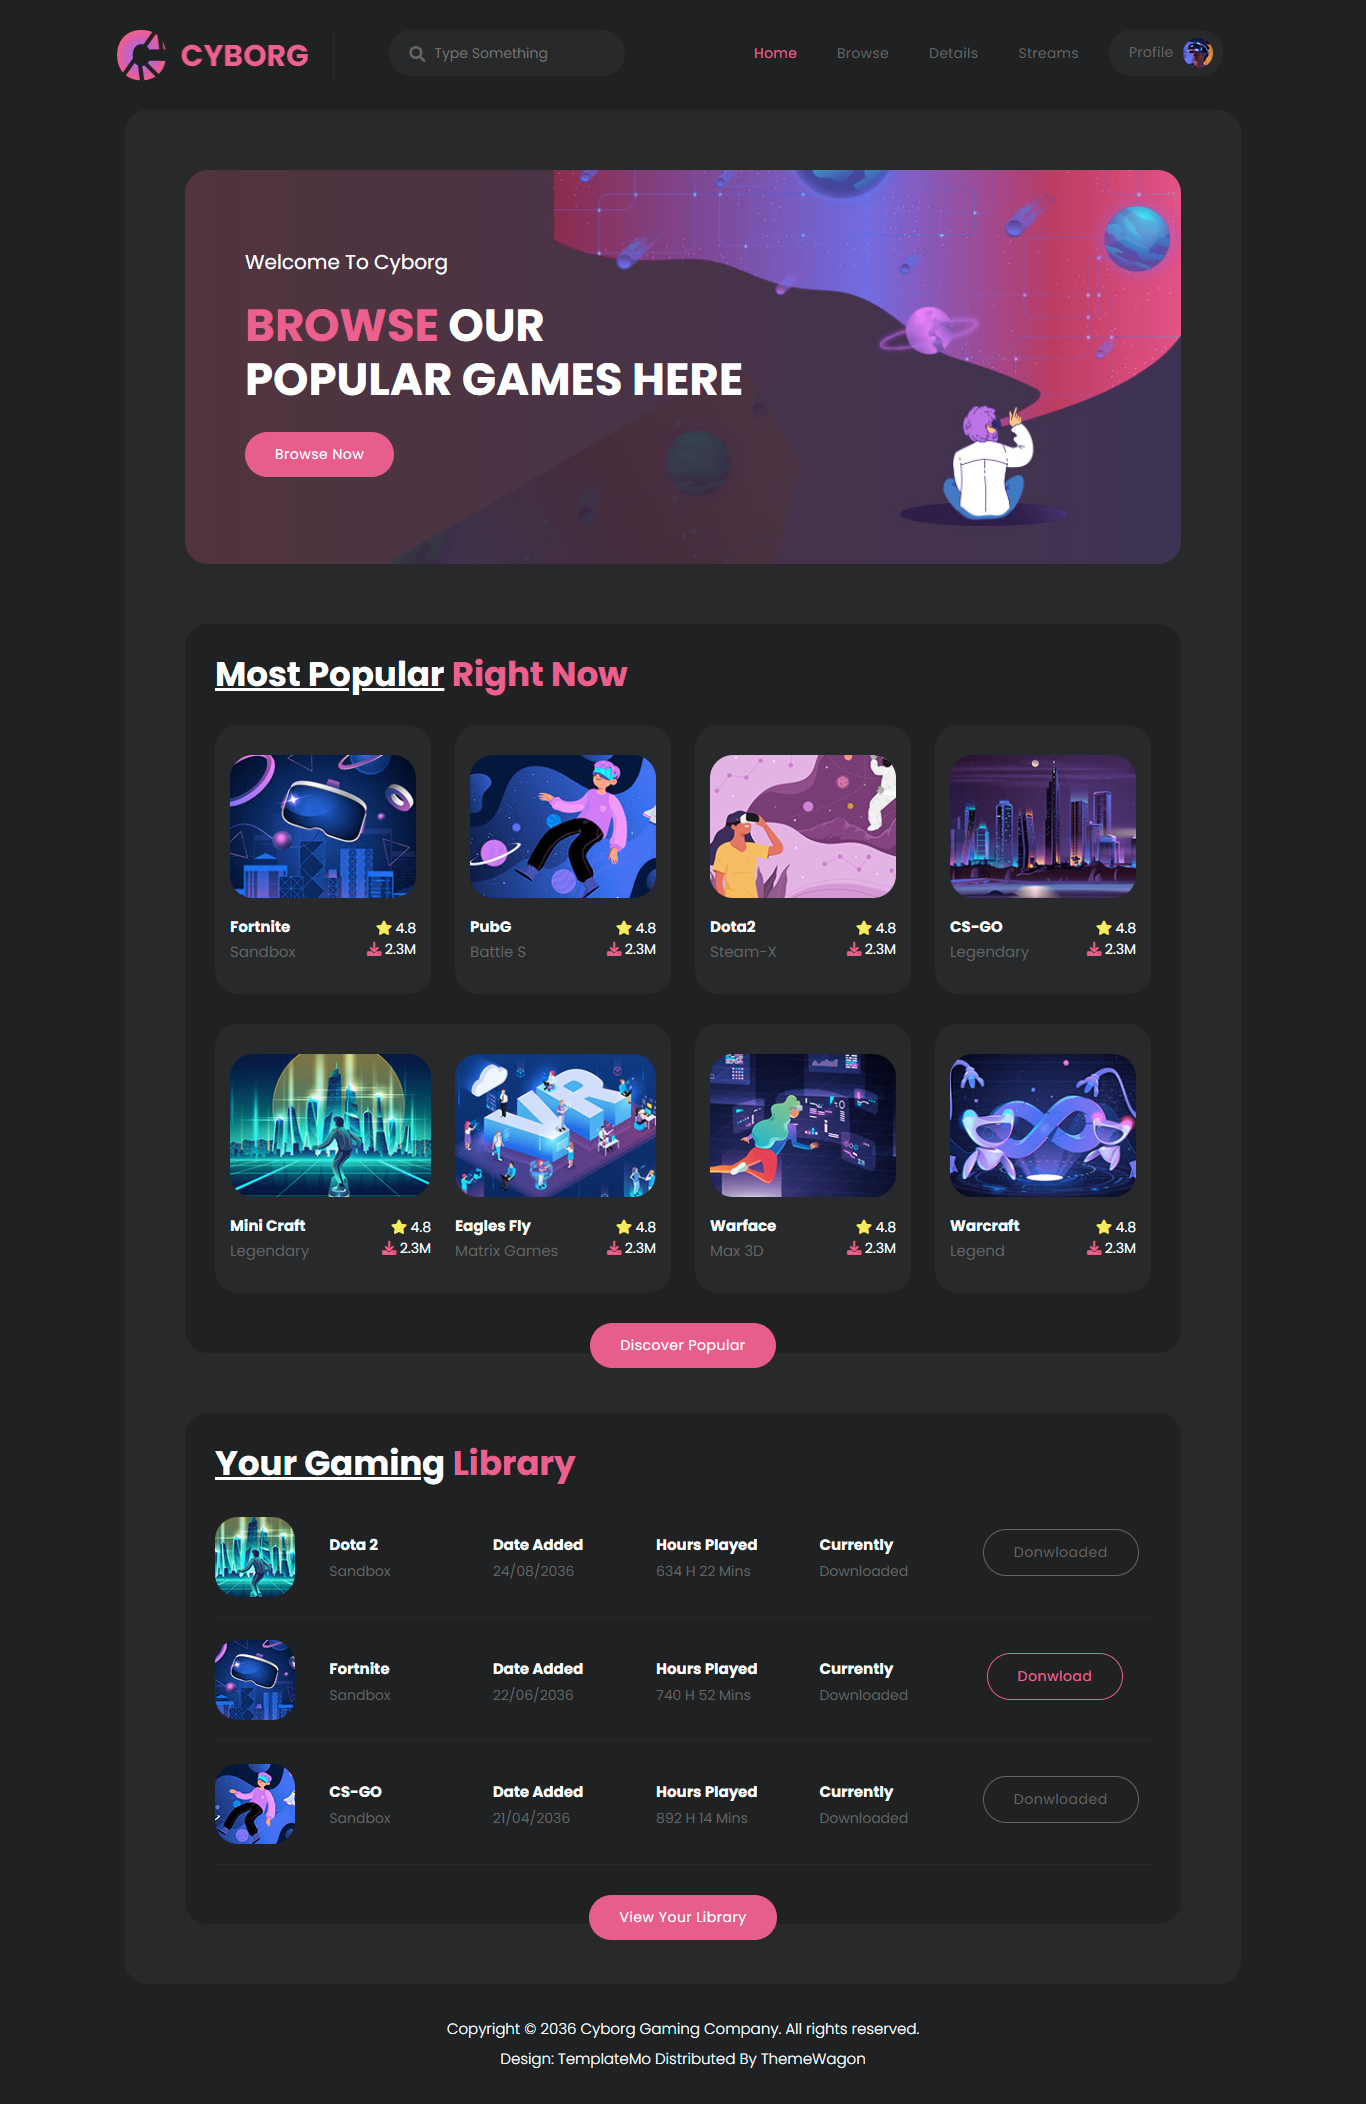 CYBORG
Type Something
Home
Browse
Details
Streams
Profile
Welcome To Cyborg
BROWSE OUR
POPULAR GAMES HERE
Browse Now
Most Popular Right Now
Fortnite
Sandbox
4.8
2.3M
PubG
Battle S
4.8
2.3M
Dota2
Steam-X
4.8
2.3M
CS-GO
Legendary
4.8
2.3M
Mini Craft
Legendary
4.8
2.3M
VR
Eagles Fly
Matrix Games
4.8
2.3M
Warface
Max 3D
4.8
2.3M
Warcraft
Legend
4.8
2.3M
Discover Popular
Your Gaming Library
Dota 2
Sandbox
Date Added
24/08/2036
Hours Played
634 H 22 Mins
Currently
Downloaded
Donwloaded
Fortnite
Sandbox
Date Added
22/06/2036
Hours Played
740 H 52 Mins
Currently
Downloaded
Donwload
CS-GO
Sandbox
Date Added
21/04/2036
Hours Played
892 H 14 Mins
Currently
Downloaded
Donwloaded
View Your Library
Copyright © 2036 Cyborg Gaming Company. All rights reserved.
Design: TemplateMo Distributed By ThemeWagon